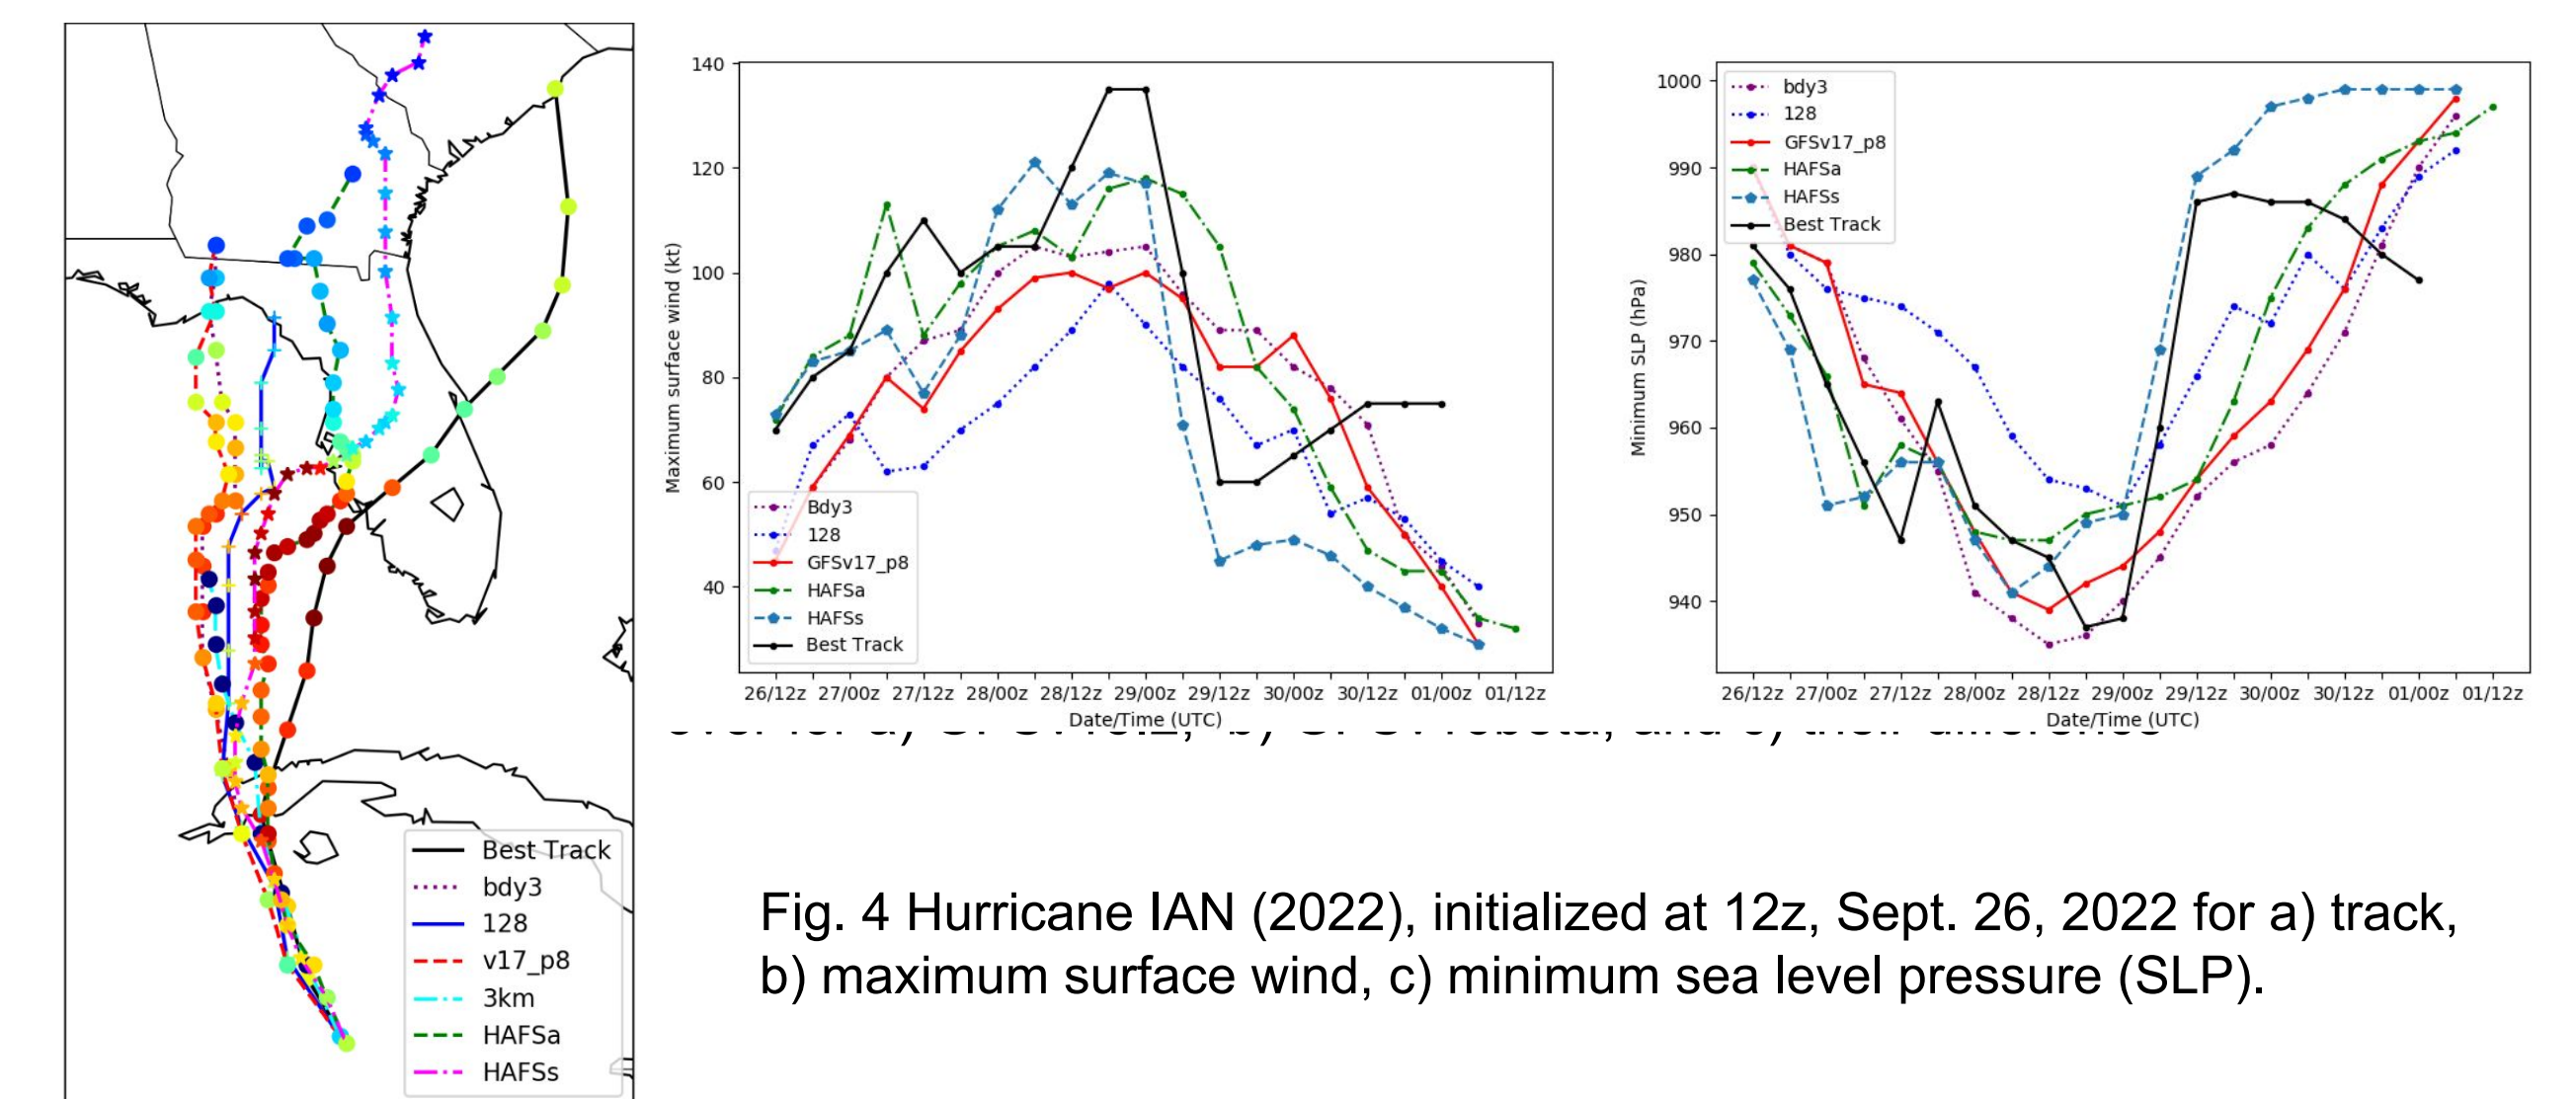 Best Track
bdy3
128
v17_p8
3km
HAFSa
HAFSs
Maximum surface wind (kt)
140
120
100
80
60
40
Bdy3
128
GFSv17_p8
HAFSa
HAFSs
Best Track
26/12z 27/00z 27/12z 28/00z 28/12z 29/00z 29/12z 30/00z 30/12z 01/00z 01/12z
Date/Time (UTC)
Minimum SLP (hPa)
1000
990
980
970
960
950
940
bdy3
128
GFSv17_p8
HAFSa
HAFSs
Best Track
26/12z 27/00z 27/12z 28/00z 28/12z 29/00z 29/12z 30/00z 30/12z 01/00z 01/12z
Date/Time (UTC)
Fig. 4 Hurricane IAN (2022), initialized at 12z, Sept. 26, 2022 for a) track,
b) maximum surface wind, c) minimum sea level pressure (SLP).